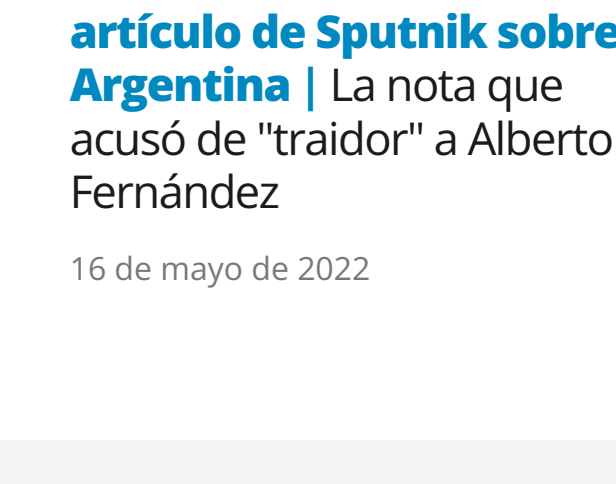 artículo de Sputnik sobre
Argentina | La nota que
acusó de "traidor" a Alberto
Fernández
16 de mayo de 2022